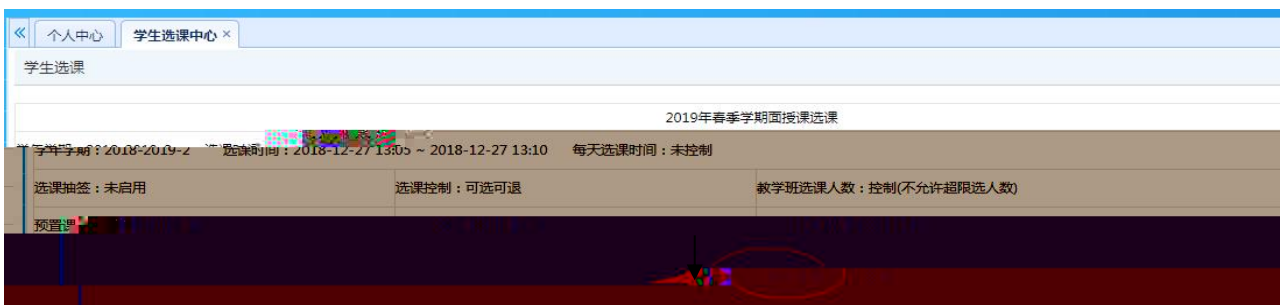 个人中心 学生选课中心 ×
学生选课
2019年春季学期面授课选课
学年学期：2018-2019-2 选课时间：2018-12-27 13:05 ~ 2018-12-27 13:10 每天选课时间：未控制
选课抽签：未启用 选课控制：可选可退 教学班选课人数：控制(不允许超限选人数)
预置课